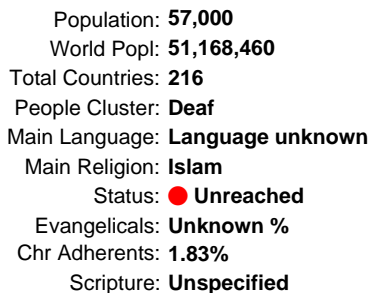 Population: 57,000
World Popl: 51,168,460
Total Countries: 216
People Cluster: Deaf
Main Language: Language unknown
Main Religion: Islam
Status: Unreached
Evangelicals: Unknown %
Chr Adherents: 1.83%
Scripture: Unspecified